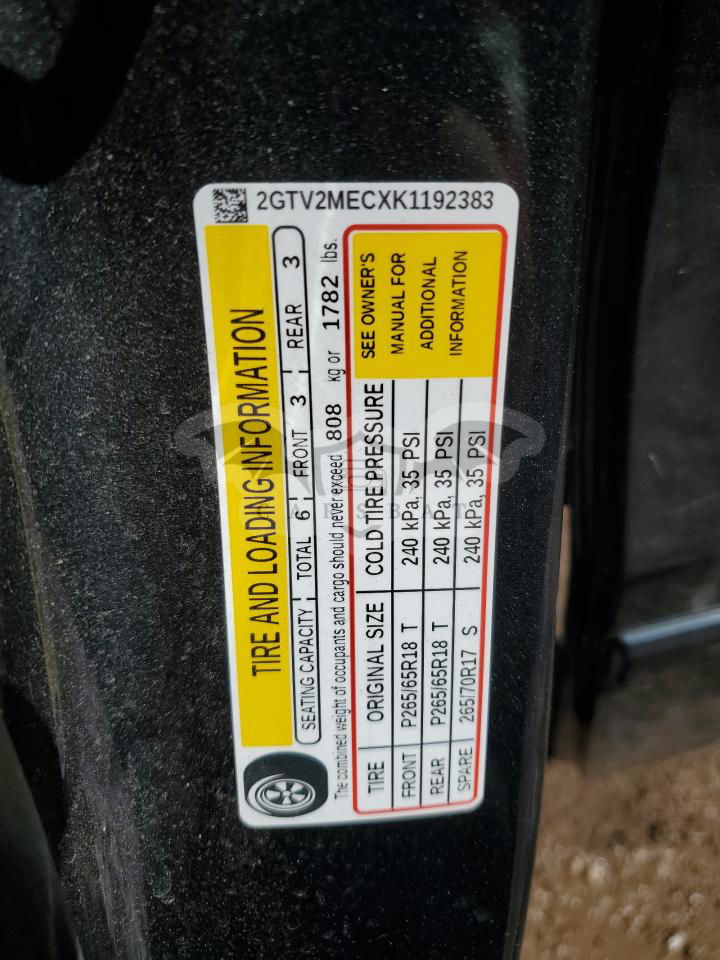 2GTV2MECXK1192383
TIRE AND LOADING INFORMATION
SEATING CAPACITY TOTAL 6 FRONT 3 REAR 3
The combined weight of occupants and cargo should never exceed 808 kg or 1782 lbs.
TIRE ORIGINAL SIZE COLD TIRE PRESSURE
FRONT P265/65R18 T 240 kPa, 35 PSI
REAR P265/65R18 T 240 kPa, 35 PSI
SPARE 265/70R17 S 240 kPa, 35 PSI
SEE OWNER'S
MANUAL FOR
ADDITIONAL
INFORMATION
CARSBAT